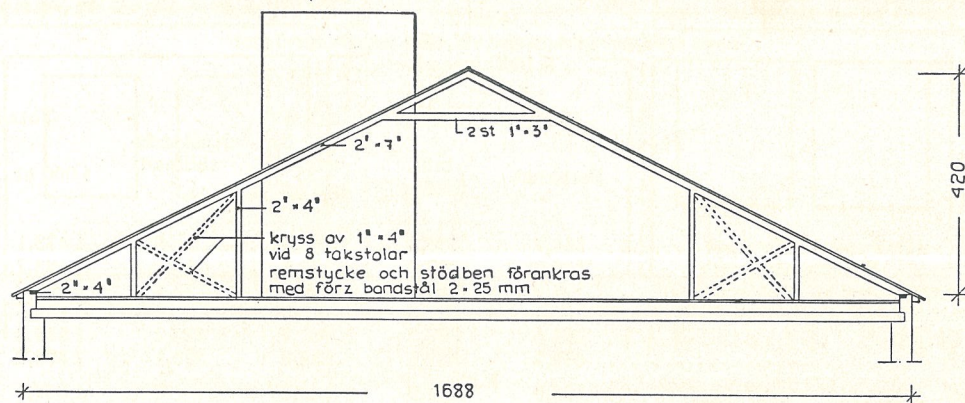 2 st 1"×3"
2"×7"
2"×4"
kryss av 1"×4"
vid 8 takstolar
remstycke och stödben förankras
med förz bandstål 2×25 mm
2"×4"
420
1688